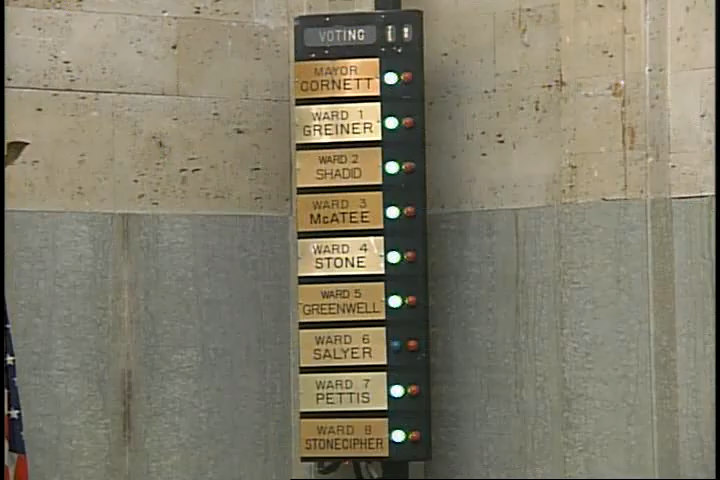 VOTING
MAYOR
CORNETT
WARD 1
GREINER
WARD 2
SHADID
WARD 3
McATEE
WARD 4
STONE
WARD 5
GREENWELL
WARD 6
SALYER
WARD 7
PETTIS
WARD 8
STONECIPHER